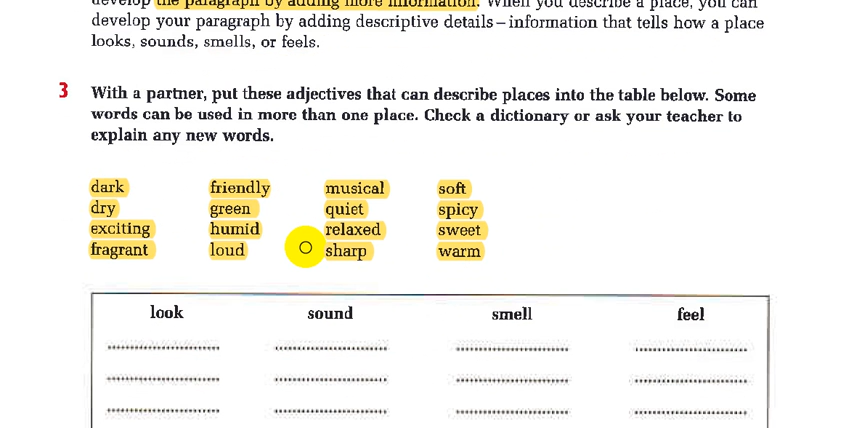 develop the paragraph by adding more information. When you describe a place, you can
develop your paragraph by adding descriptive details – information that tells how a place
looks, sounds, smells, or feels.
3 With a partner, put these adjectives that can describe places into the table below. Some
words can be used in more than one place. Check a dictionary or ask your teacher to
explain any new words.
dark friendly musical soft
dry green quiet spicy
exciting humid relaxed sweet
fragrant loud sharp warm
look sound smell feel